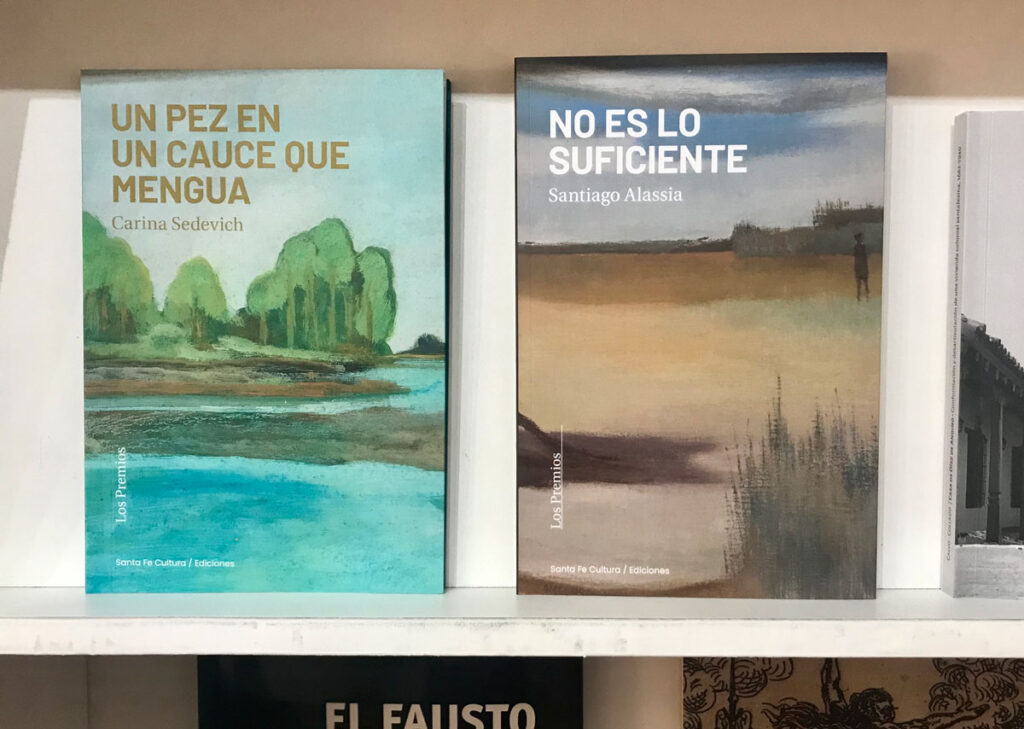 UN PEZ EN
UN CAUCE QUE
MENGUA
Carina Sedevich
Los Premios
Santa Fe Cultura / Ediciones
NO ES LO
SUFICIENTE
Santiago Alassia
Los Premios
Santa Fe Cultura / Ediciones
EL FAUSTO